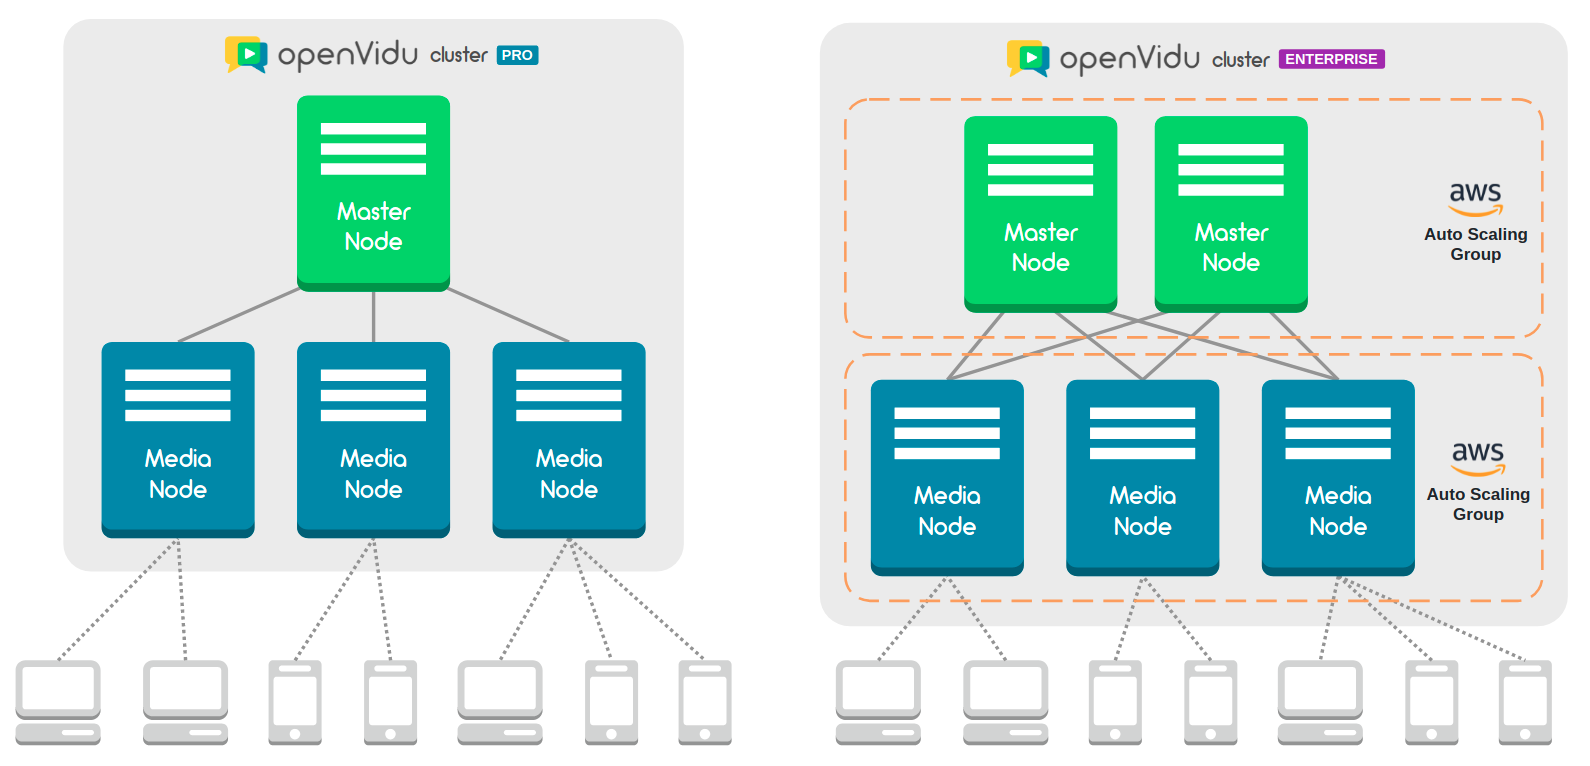 openVidu cluster PRO
Master
Node
Media
Node
Media
Node
Media
Node
openVidu cluster ENTERPRISE
Master
Node
Master
Node
aws
Auto Scaling
Group
Media
Node
Media
Node
Media
Node
aws
Auto Scaling
Group